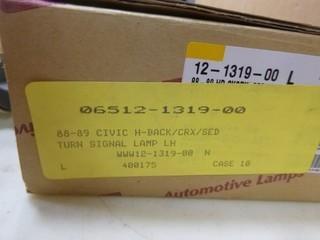 12-1319-00 L
06512-1319-00
88-89 CIVIC H-BACK/CRX/SED
TURN SIGNAL LAMP LH
WWW12-1319-00 N
L 400175 CASE 10
Automotive Lamps